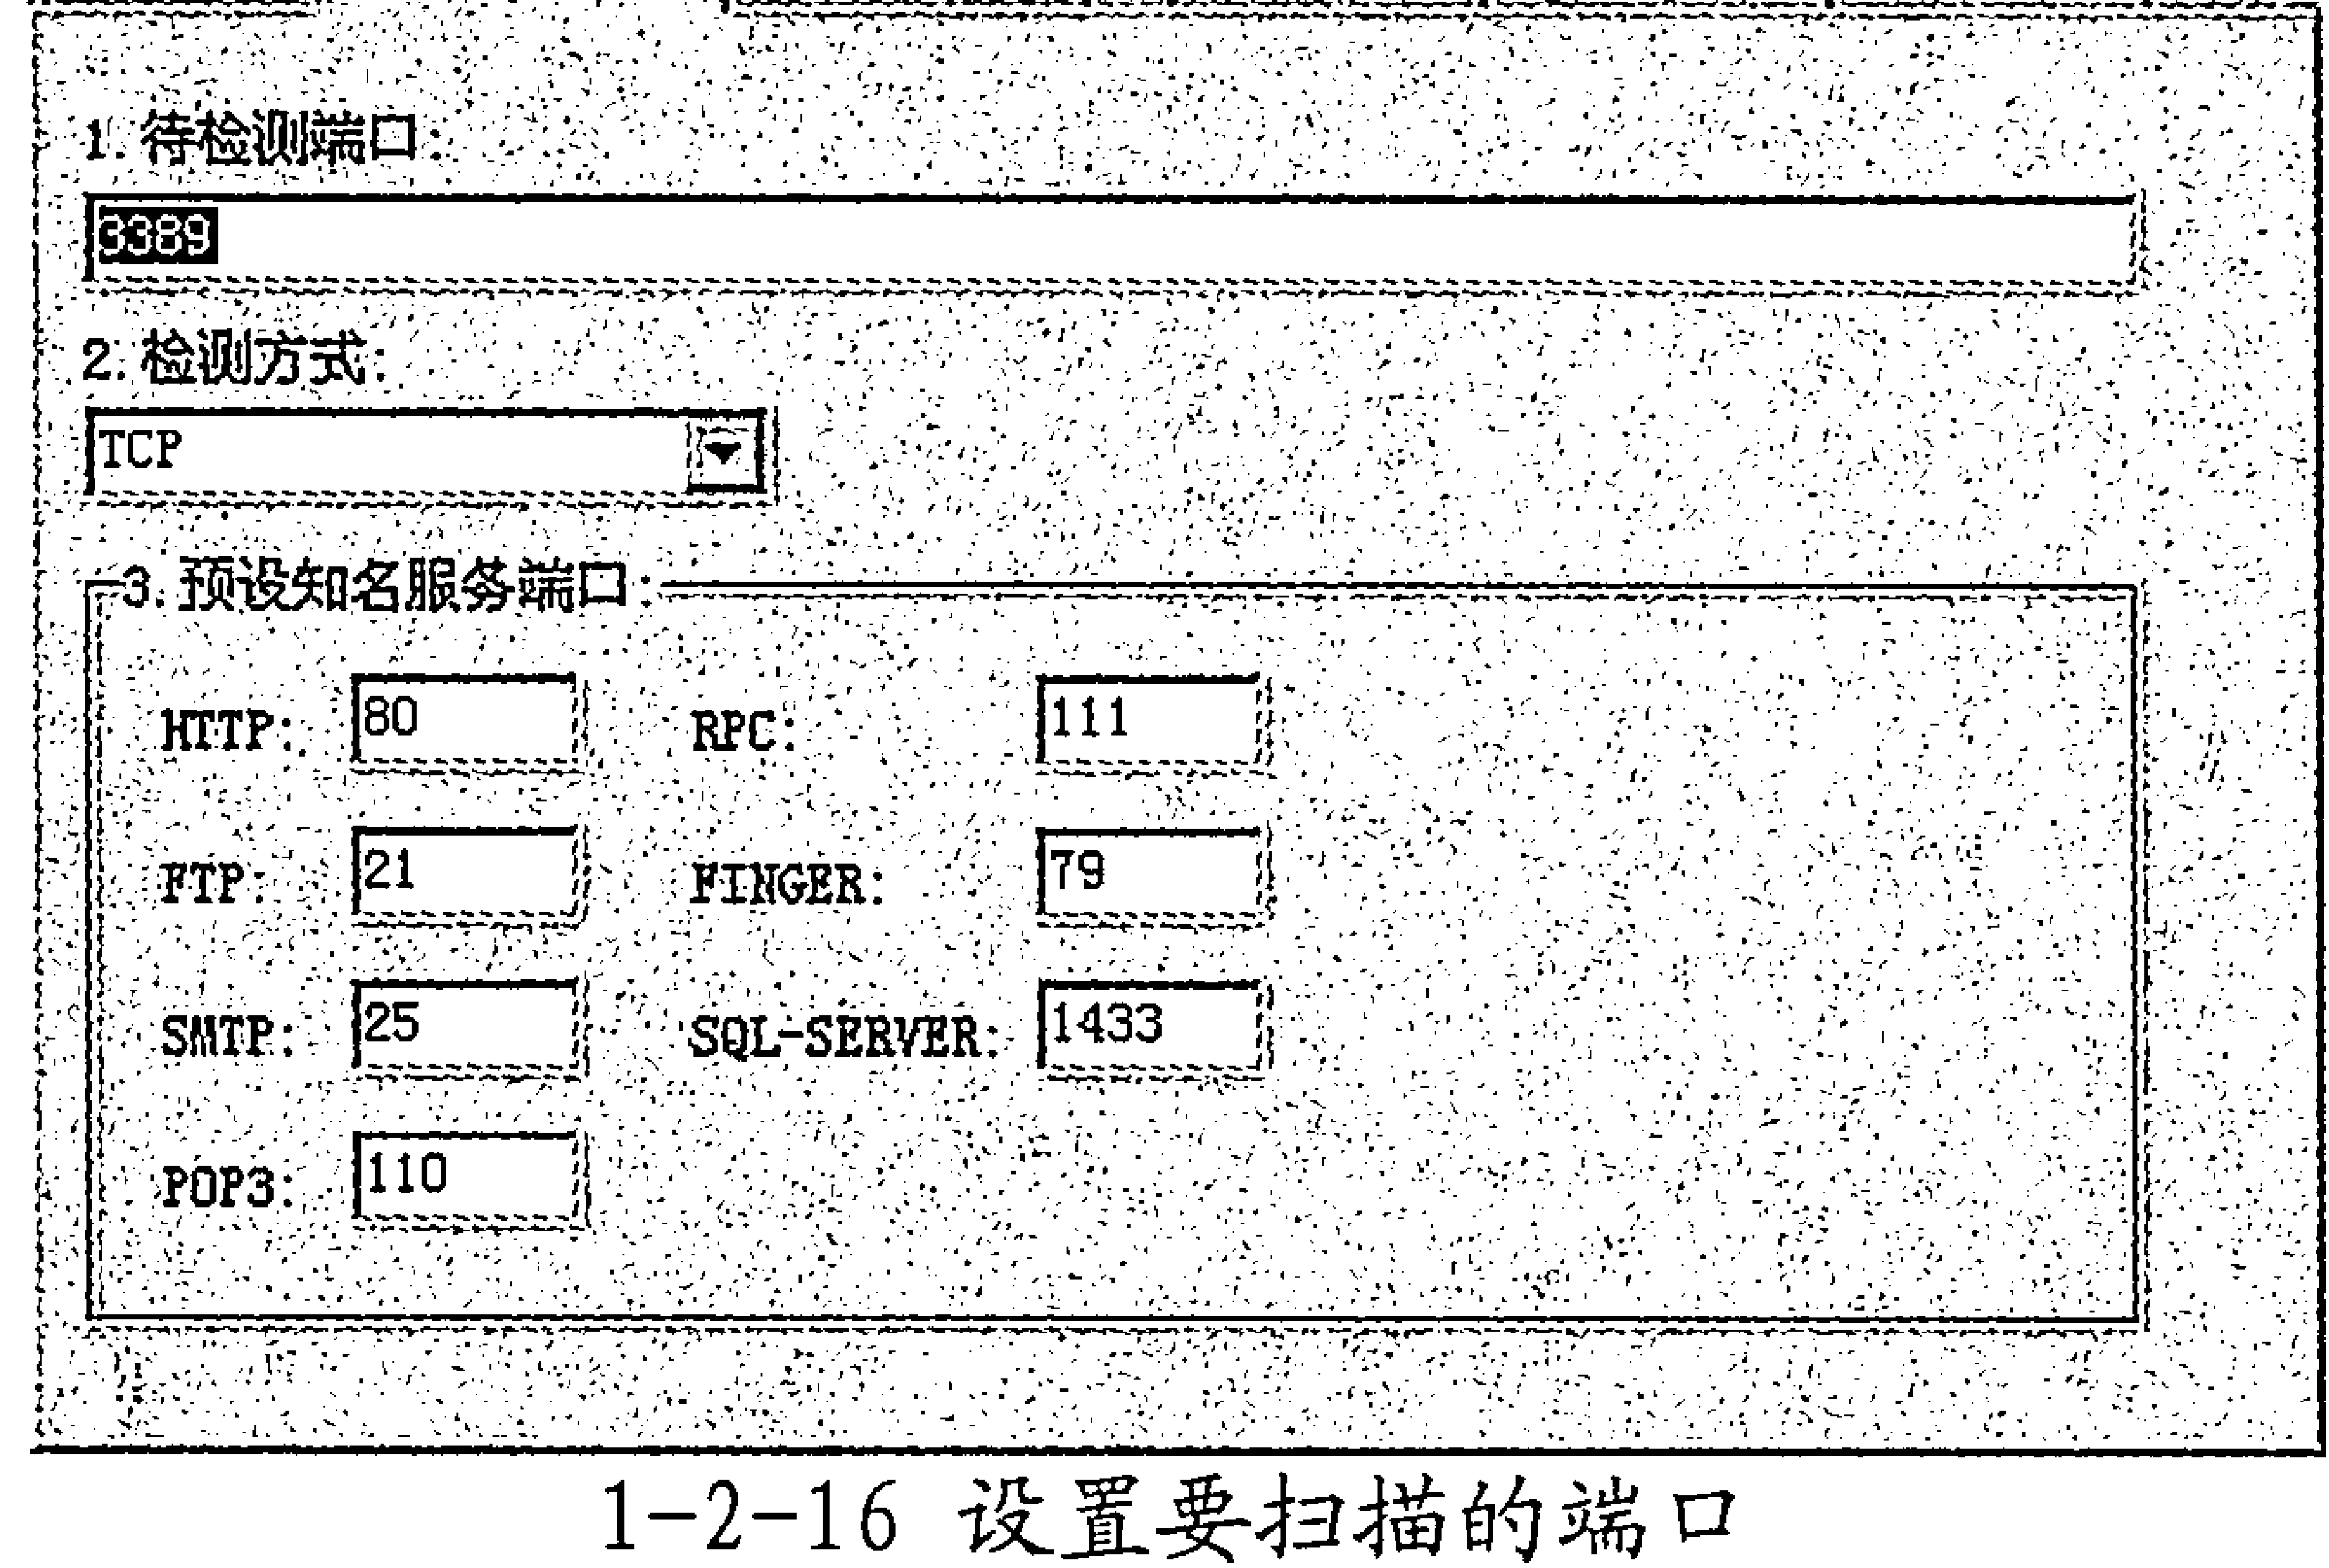 1. 待检测端口:
3389
2. 检测方式:
TCP
3. 预设知名服务端口:
HTTP: 80 RPC: 111
FTP: 21 FINGER: 79
SMTP: 25 SQL-SERVER: 1433
POP3: 110
1-2-16 设置要扫描的端口